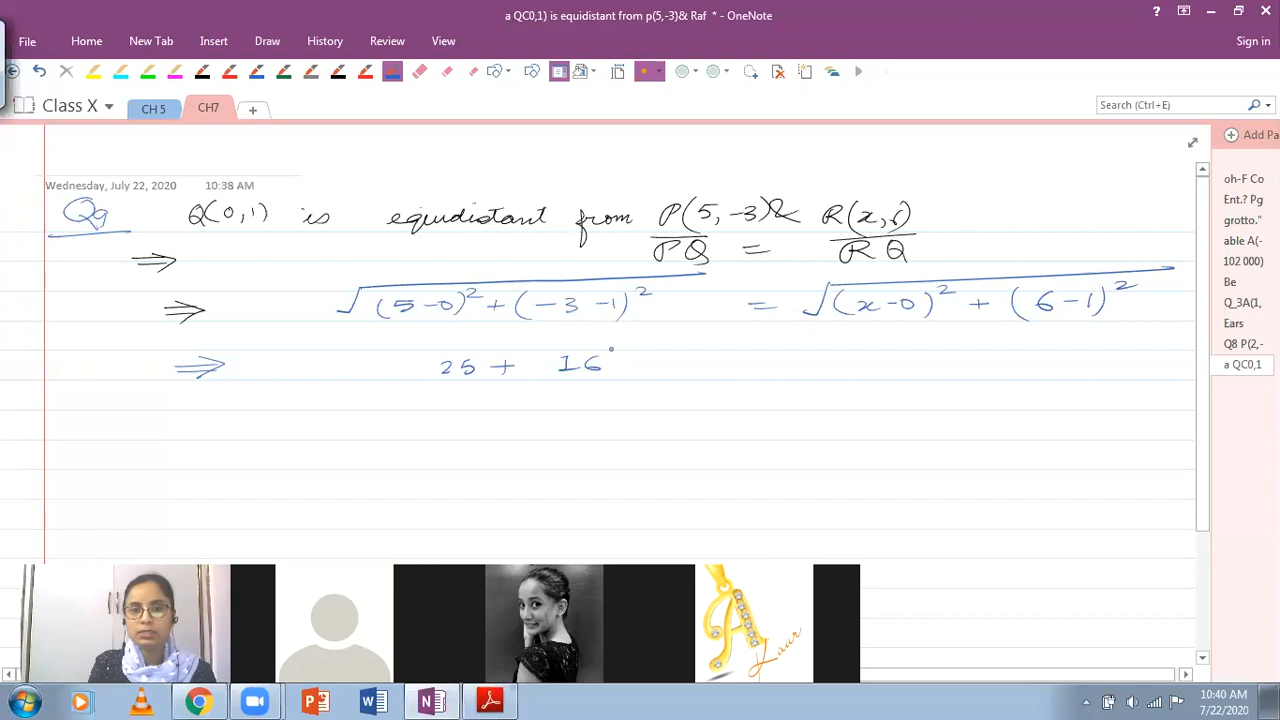 a QC0,1) is equidistant from p(5,-3)& Raf * - OneNote
File Home New Tab Insert Draw History Review View Sign in
Class X CH 5 CH7
Search (Ctrl+E)
Add Pa
Wednesday, July 22, 2020 10:38 AM
Q9 Q(0,1) is equidistant from P(5, -3)& R(x, 6)
⇒ PQ = RQ
⇒ √(5-0)² + (-3 -1)² = √(x-0)² + (6-1)²
⇒ 25 + 16
oh-F Co
Ent.? Pg
grotto."
able A(-
102 000)
Be
Q_3A(1,
Ears
Q8 P(2,-
a QC0,1
A
Kaur
10:40 AM
7/22/2020